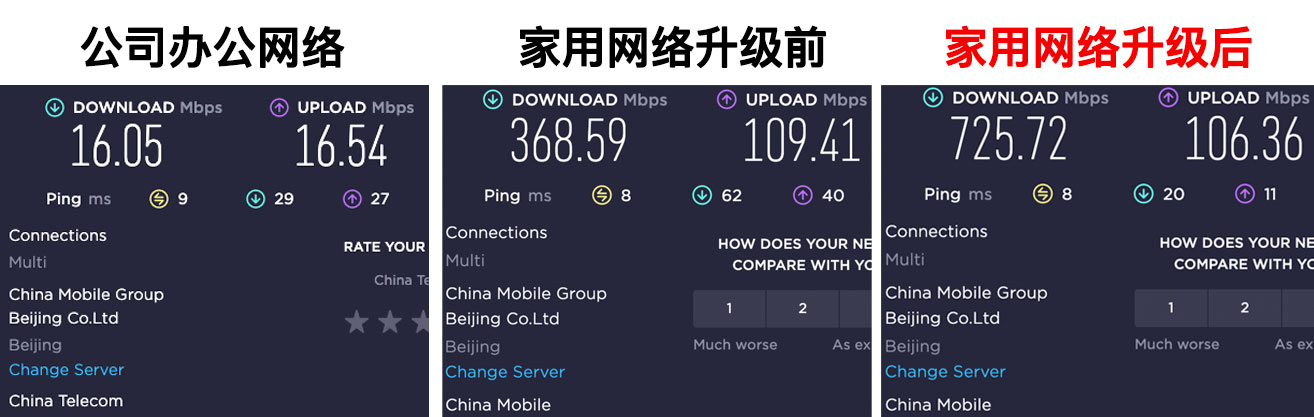 公司办公网络
DOWNLOAD Mbps UPLOAD Mbps
16.05 16.54
Ping ms 9 29 27
Connections
Multi
RATE YOUR
China Te
China Mobile Group
Beijing Co.Ltd
Beijing
Change Server
China Telecom
家用网络升级前
DOWNLOAD Mbps UPLOAD Mbps
368.59 109.41
Ping ms 8 62 40
Connections
Multi
HOW DOES YOUR NE
COMPARE WITH YO
China Mobile Group
Beijing Co.Ltd
1 2
Much worse As ex
Beijing
Change Server
China Mobile
家用网络升级后
DOWNLOAD Mbps UPLOAD Mbps
725.72 106.36
Ping ms 8 20 11
Connections
Multi
HOW DOES YOUR NE
COMPARE WITH YO
China Mobile Group
Beijing Co.Ltd
1 2
Much worse As ex
Beijing
Change Server
China Mobile